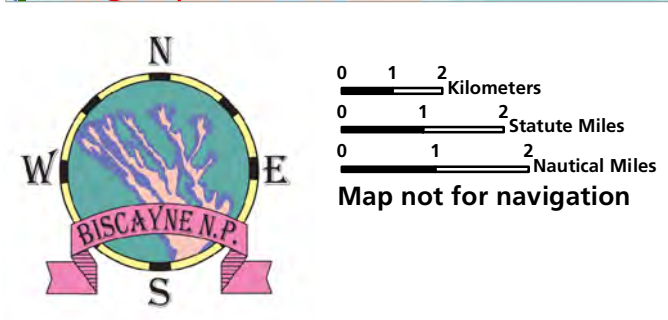 N
W
E
BISCAYNE N.P.
S
0 1 2
Kilometers
0 1 2
Statute Miles
0 1 2
Nautical Miles
Map not for navigation